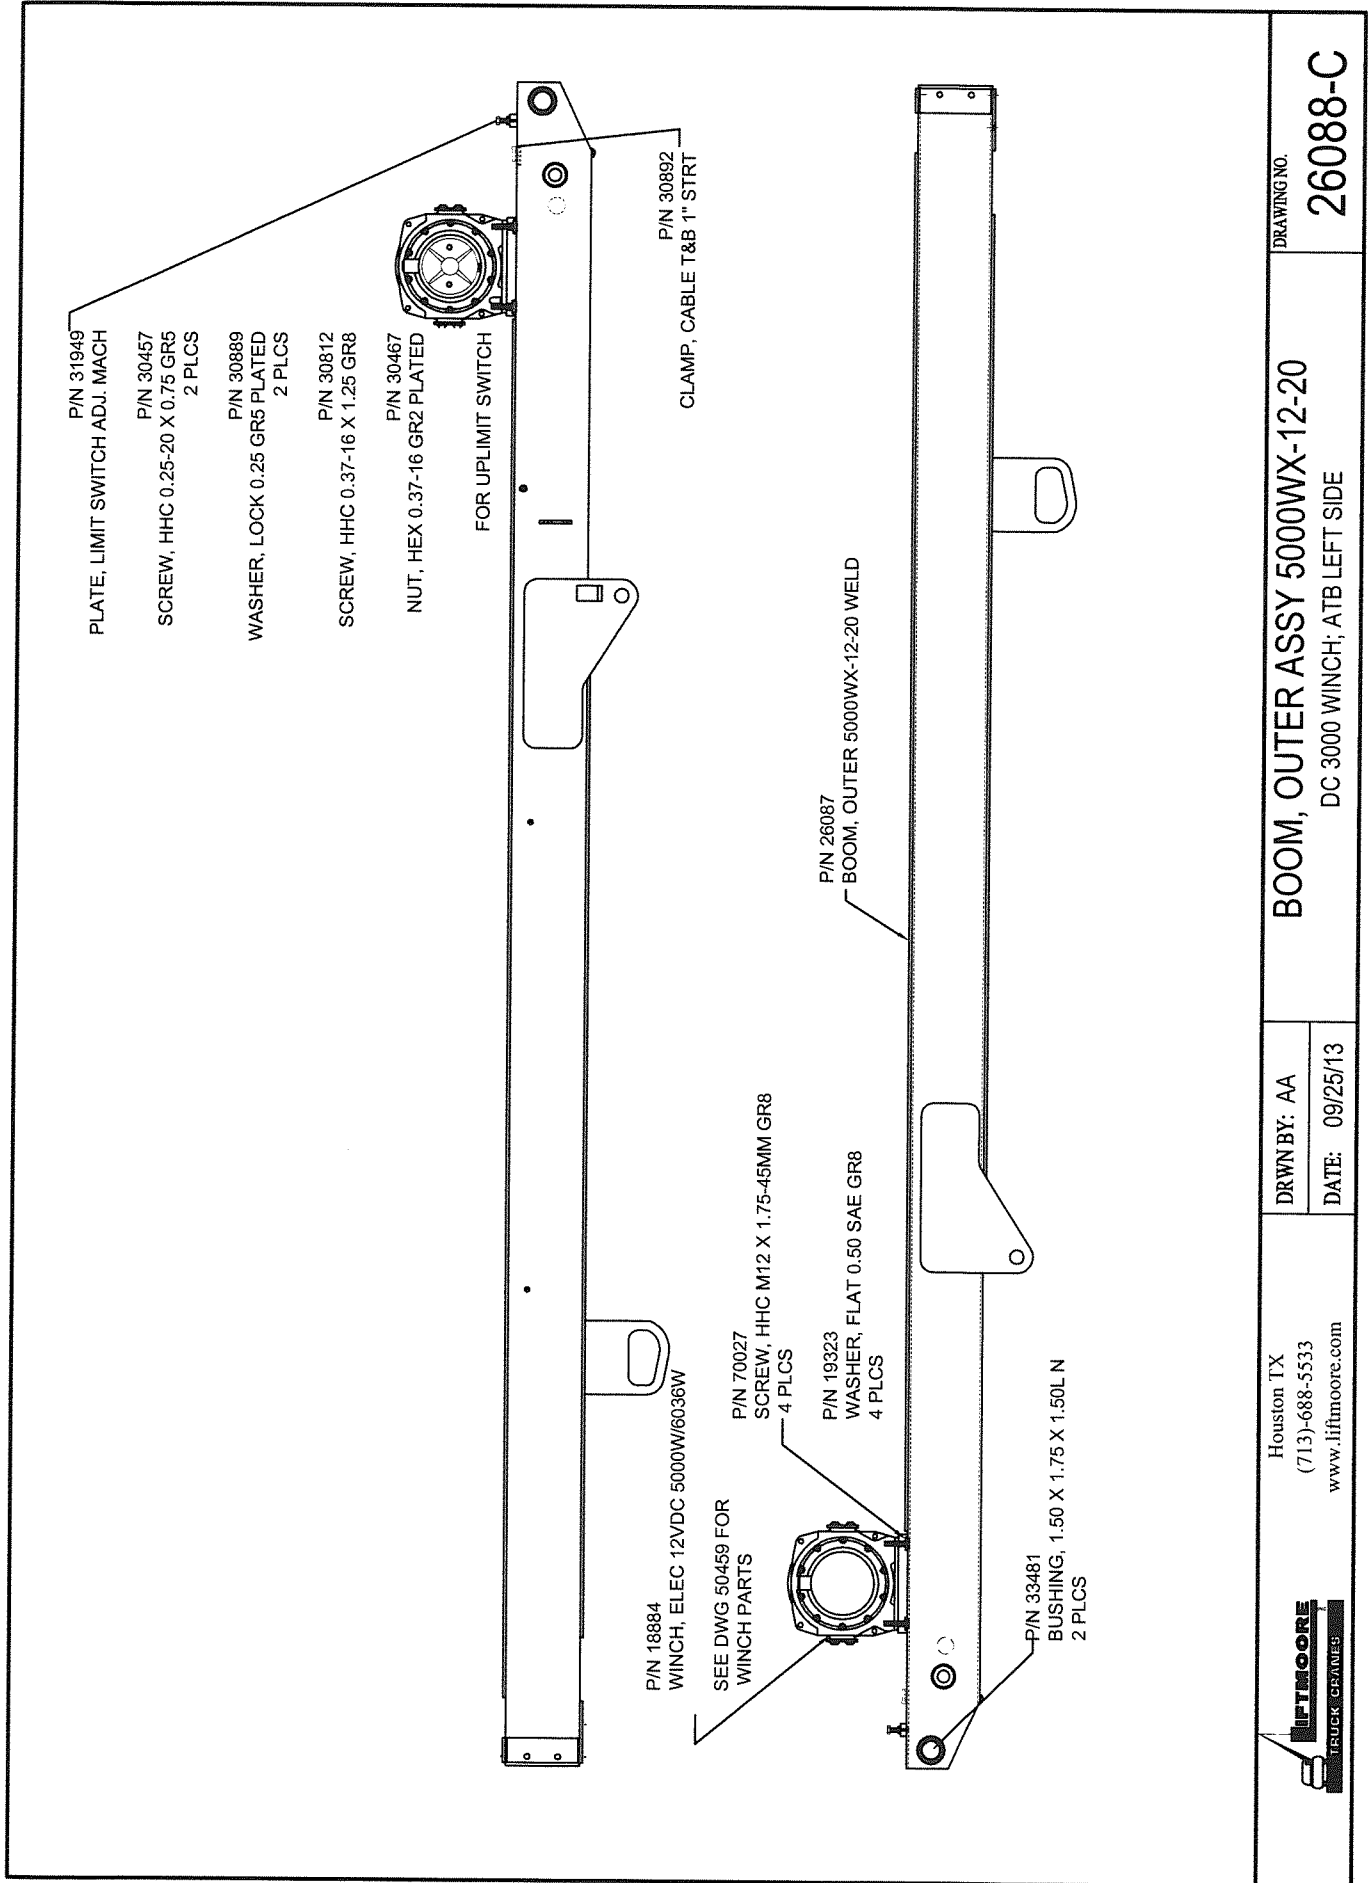 P/N 31949
PLATE, LIMIT SWITCH ADJ. MACH
P/N 30457
SCREW, HHC 0.25-20 X 0.75 GR5
2 PLCS
P/N 30889
WASHER, LOCK 0.25 GR5 PLATED
2 PLCS
P/N 30812
SCREW, HHC 0.37-16 X 1.25 GR8
P/N 30467
NUT, HEX 0.37-16 GR2 PLATED
FOR UPLIMIT SWITCH
P/N 30892
CLAMP, CABLE T&B 1" STRT
P/N 18884
WINCH, ELEC 12VDC 5000W/6036W
SEE DWG 50459 FOR
WINCH PARTS
P/N 70027
SCREW, HHC M12 X 1.75-45MM GR8
4 PLCS
P/N 19323
WASHER, FLAT 0.50 SAE GR8
4 PLCS
P/N 26087
BOOM, OUTER 5000WX-12-20 WELD
P/N 33481
BUSHING, 1.50 X 1.75 X 1.50L N
2 PLCS
LIFTMOORE
TRUCK CRANES
Houston TX
(713)-688-5533
www.liftmoore.com
DRWN BY: AA
DATE: 09/25/13
BOOM, OUTER ASSY 5000WX-12-20
DC 3000 WINCH; ATB LEFT SIDE
DRAWING NO.
26088-C